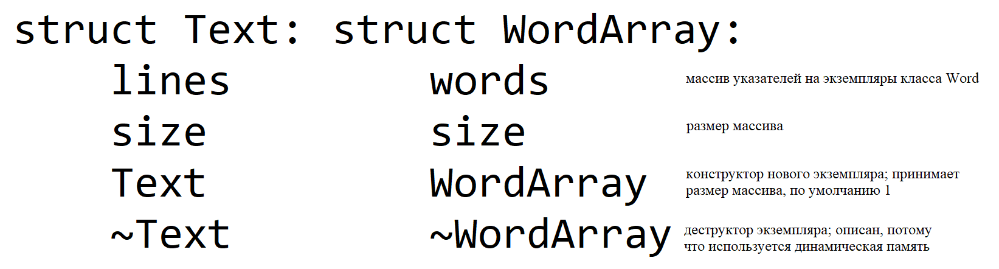 struct Text: struct WordArray:
lines words массив указателей на экземпляры класса Word
size size размер массива
Text WordArray конструктор нового экземпляра; принимает
размер массива, по умолчанию 1
~Text ~WordArray деструктор экземпляра; описан, потому
что используется динамическая память